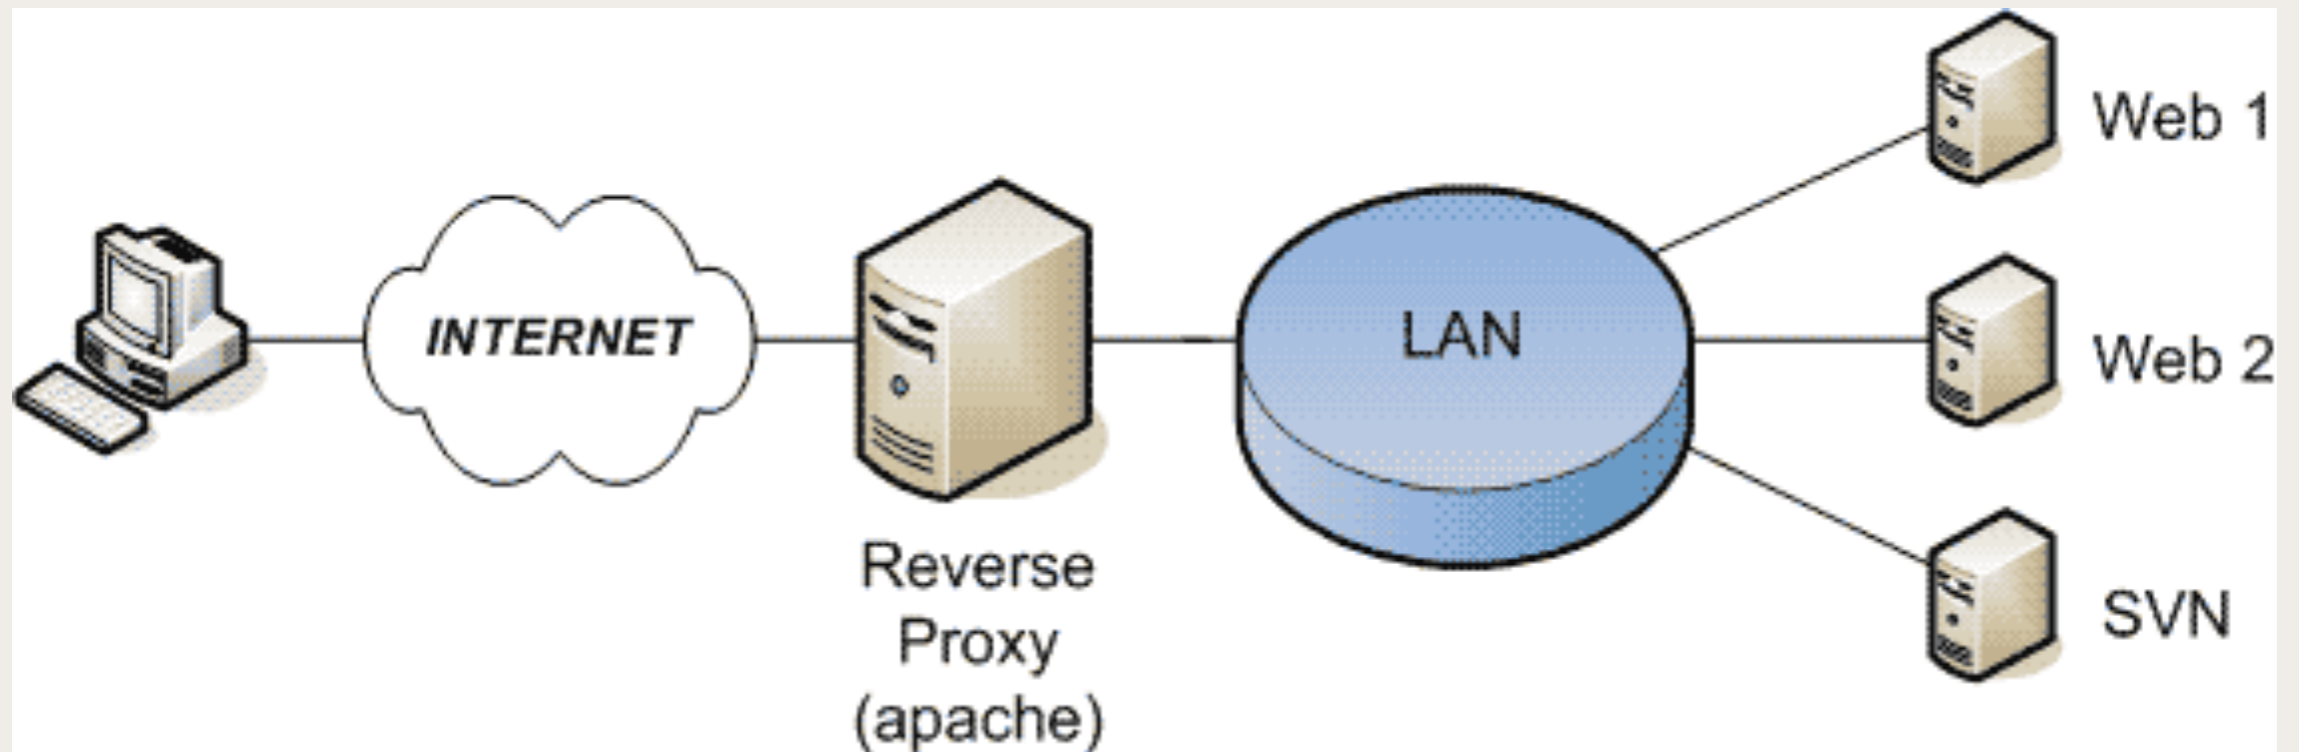 INTERNET
Reverse
Proxy
(apache)
LAN
Web 1
Web 2
SVN